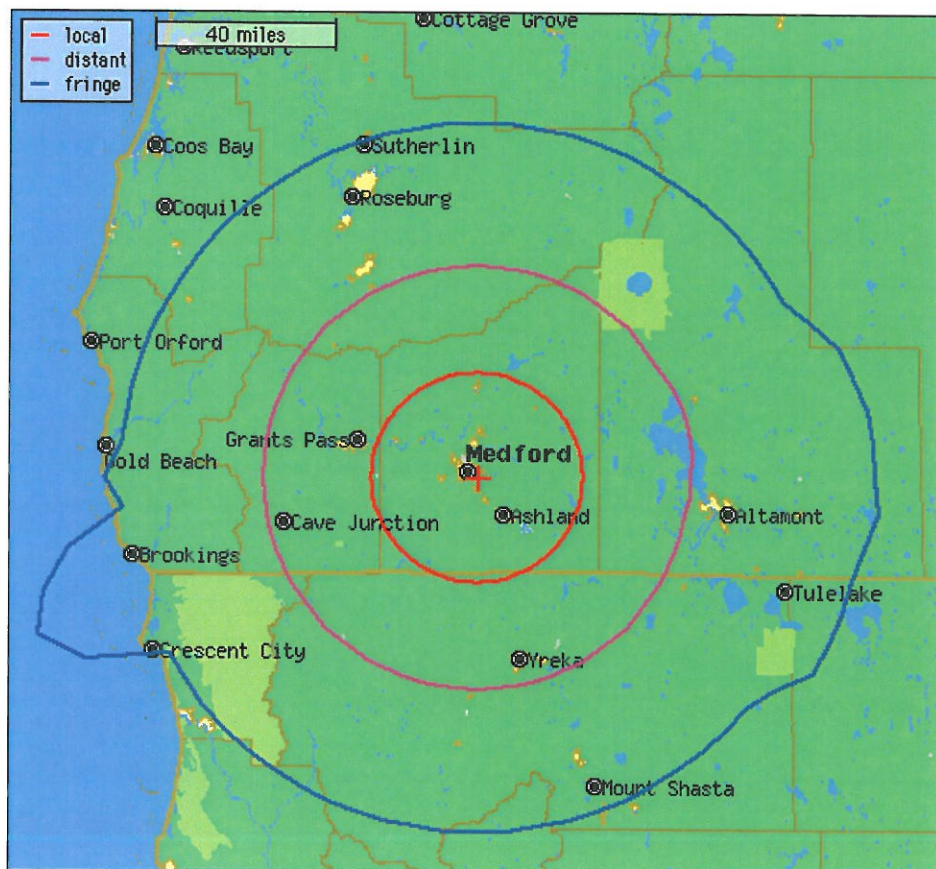 Cottage Grove
local
distant
fringe
40 miles
Reedsport
Coos Bay
Sutherlin
Coquille
Roseburg
Port Orford
Grants Pass
Medford
Gold Beach
Cave Junction
Ashland
Altamont
Brookings
Tulelake
Crescent City
Yreka
Mount Shasta